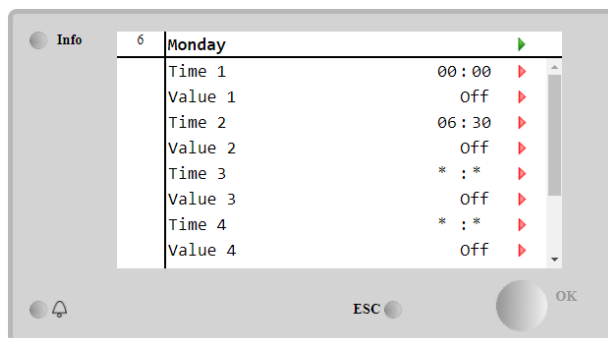 Info
6 Monday
Time 1 00:00
Value 1 Off
Time 2 06:30
Value 2 Off
Time 3 * :*
Value 3 Off
Time 4 * :*
Value 4 Off
ESC OK